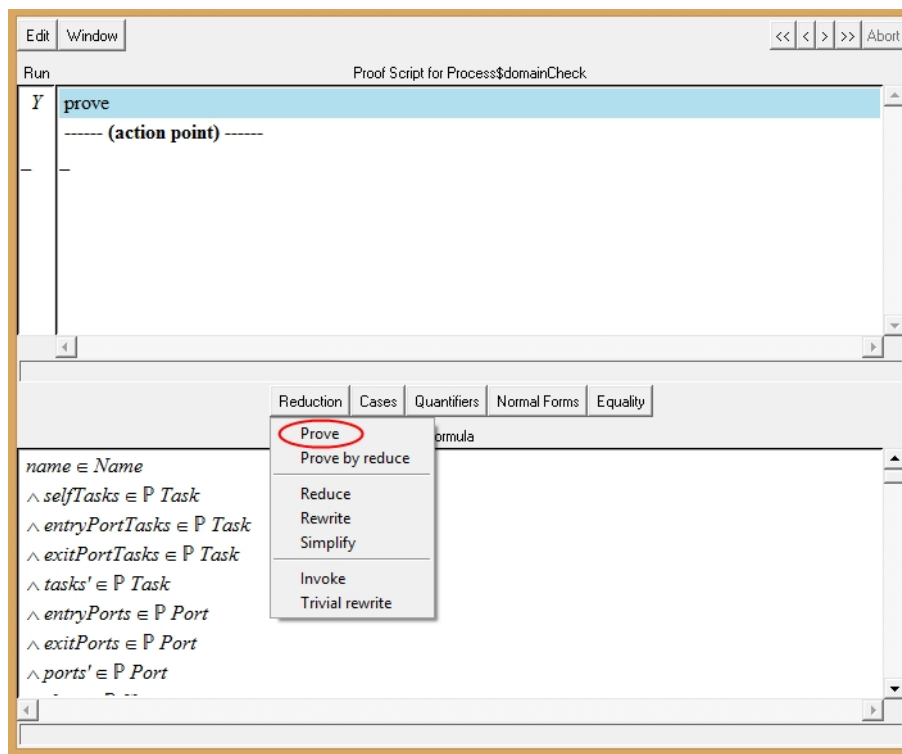 Edit Window << < > >> Abort
Run Proof Script for Process$domainCheck
Y prove
------ (action point) ------
Reduction Cases Quantifiers Normal Forms Equality
Prove
ormula
Prove by reduce
name ∈ Name
∧ selfTasks ∈ ℙ Task
Reduce
Rewrite
∧ entryPortTasks ∈ ℙ Task
Simplify
∧ exitPortTasks ∈ ℙ Task
∧ tasks' ∈ ℙ Task
Invoke
Trivial rewrite
∧ entryPorts ∈ ℙ Port
∧ exitPorts ∈ ℙ Port
∧ ports' ∈ ℙ Port